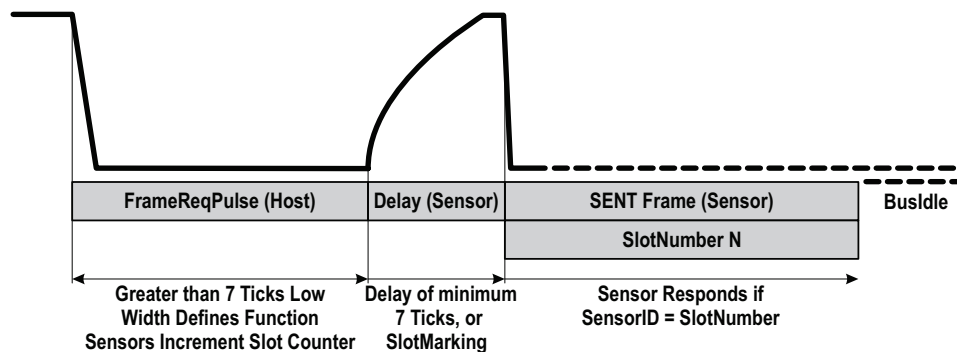 FrameReqPulse (Host)
Delay (Sensor)
SENT Frame (Sensor)
BusIdle
SlotNumber N
Greater than 7 Ticks Low
Width Defines Function
Sensors Increment Slot Counter
Delay of minimum
7 Ticks, or
SlotMarking
Sensor Responds if
SensorID = SlotNumber